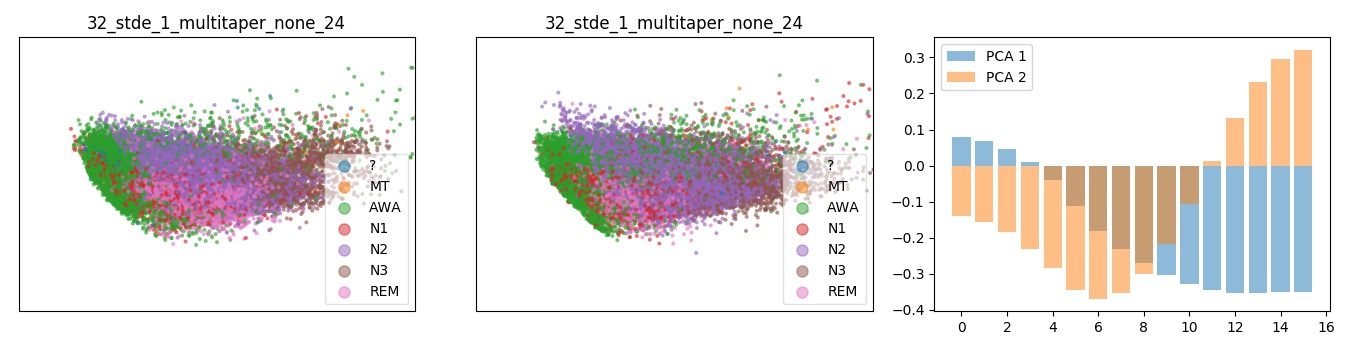 32_stde_1_multitaper_none_24
?
MT
AWA
N1
N2
N3
REM
32_stde_1_multitaper_none_24
?
MT
AWA
N1
N2
N3
REM
PCA 1
PCA 2
0.3
0.2
0.1
0.0
−0.1
−0.2
−0.3
−0.4
0 2 4 6 8 10 12 14 16